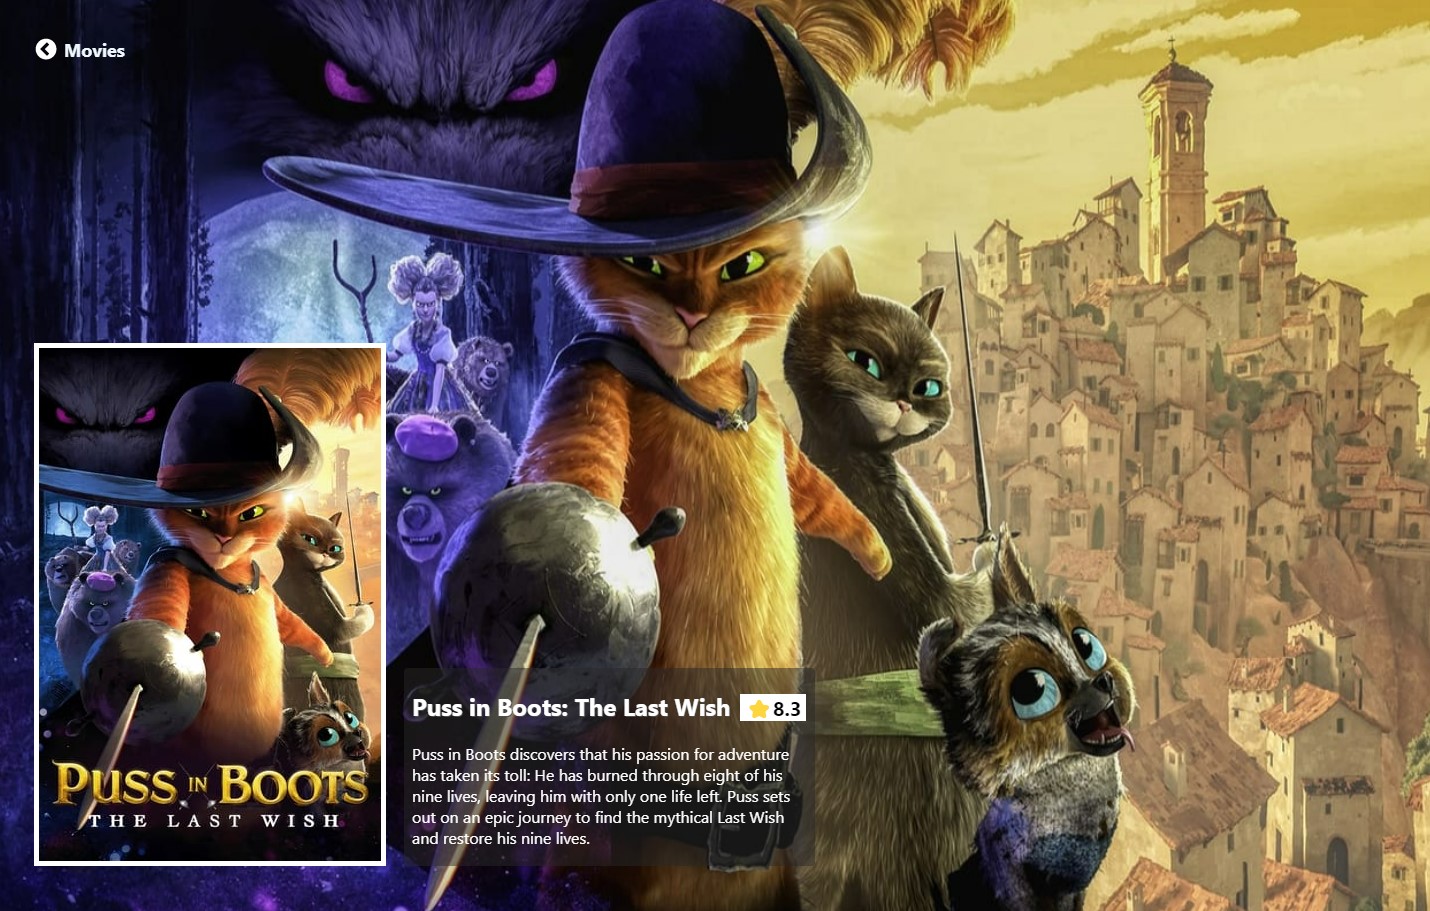 Movies
PUSS IN BOOTS
THE LAST WISH
Puss in Boots: The Last Wish 8.3
Puss in Boots discovers that his passion for adventure
has taken its toll: He has burned through eight of his
nine lives, leaving him with only one life left. Puss sets
out on an epic journey to find the mythical Last Wish
and restore his nine lives.